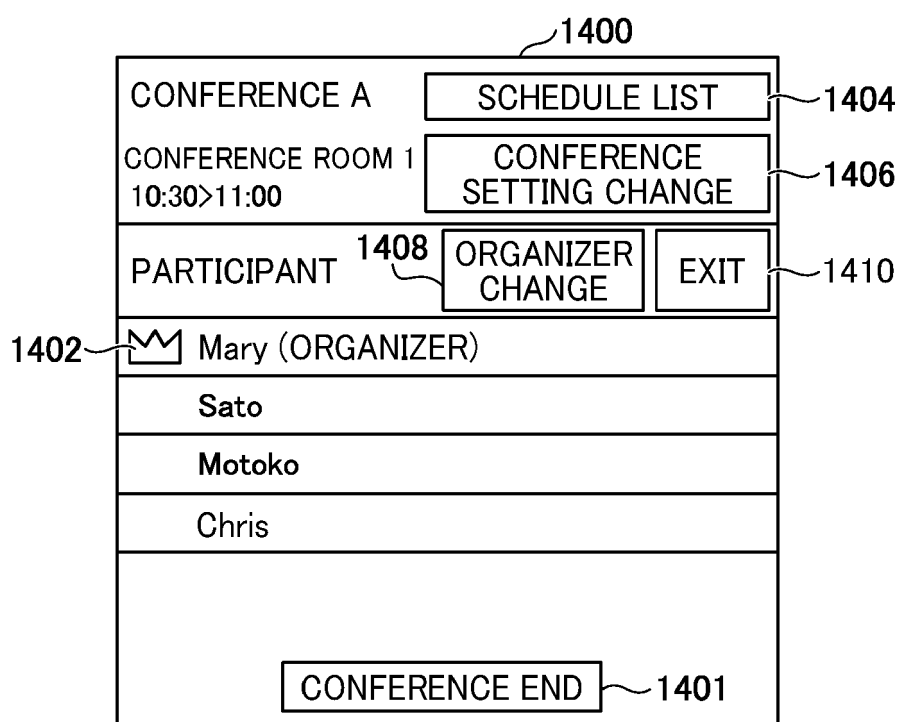 1400
CONFERENCE A
SCHEDULE LIST
1404
CONFERENCE ROOM 1
10:30>11:00
CONFERENCE
SETTING CHANGE
1406
PARTICIPANT
1408
ORGANIZER
CHANGE
EXIT
1410
1402
Mary (ORGANIZER)
Sato
Motoko
Chris
CONFERENCE END
1401